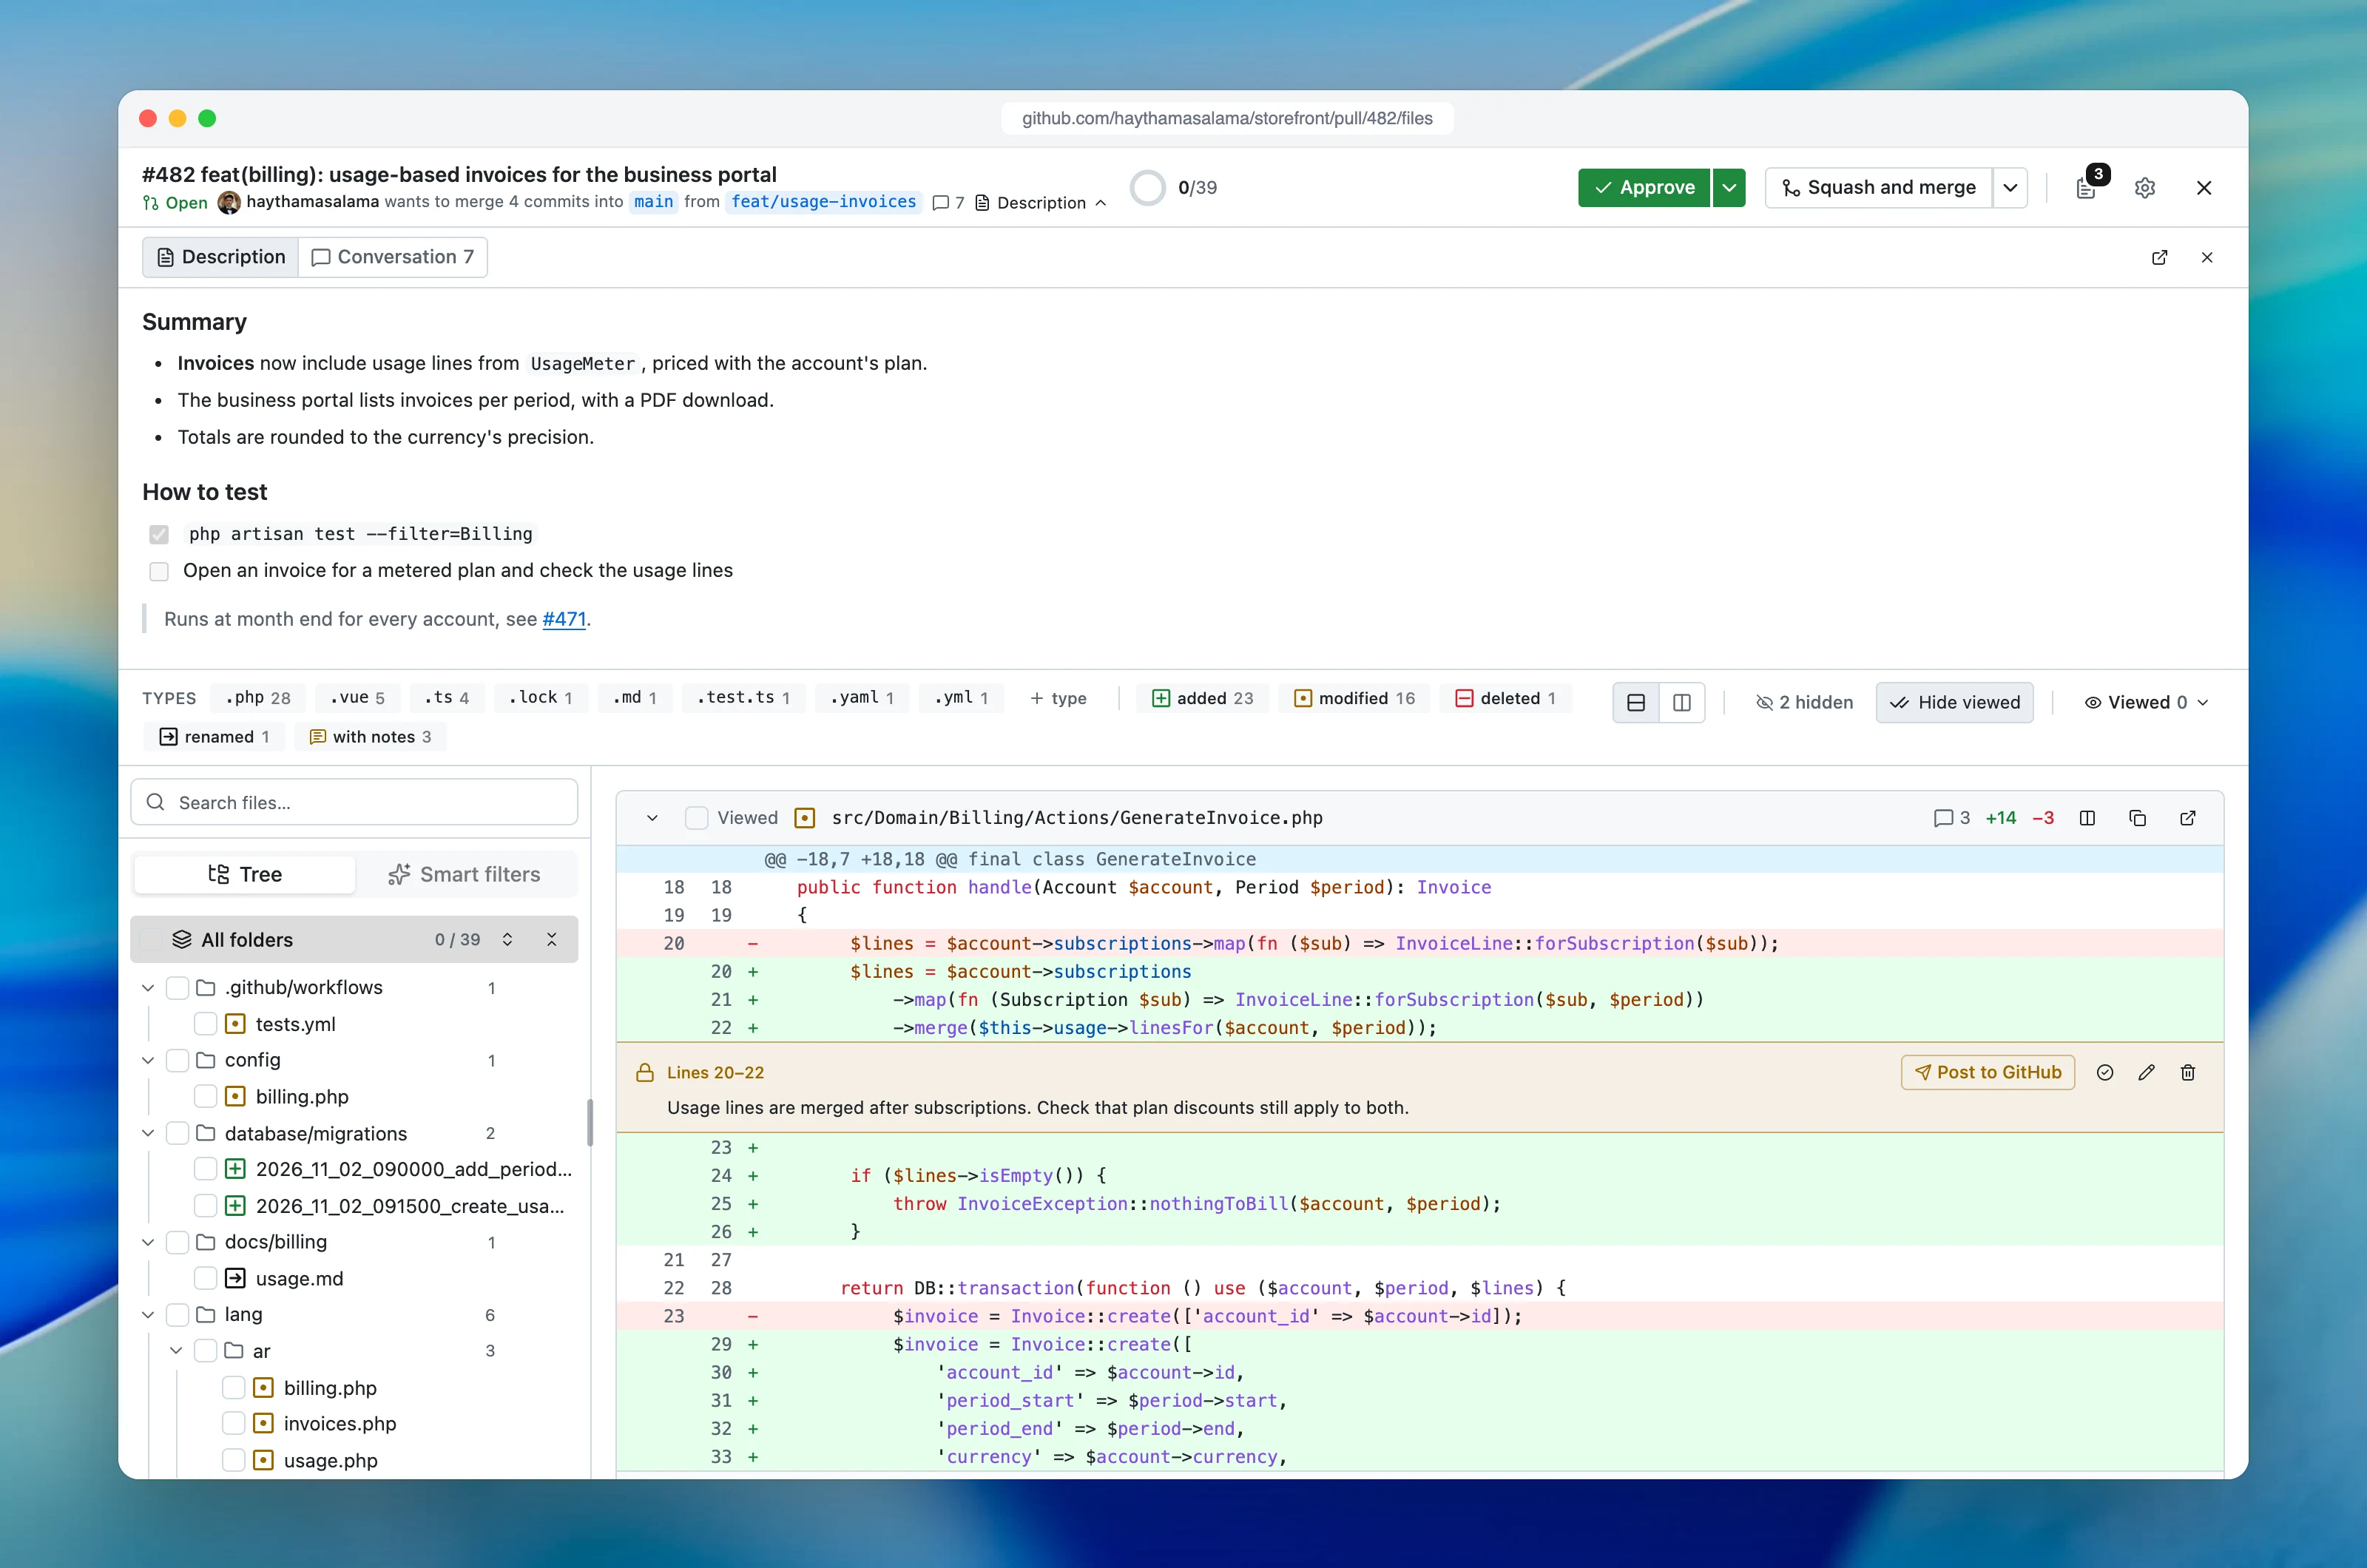 github.com/haythamasalama/storefront/pull/482/files
#482 feat(billing): usage-based invoices for the business portal
Open haythamasalama wants to merge 4 commits into main from feat/usage-invoices 7 Description
0/39
Approve
Squash and merge
3
Description
Conversation 7
Summary
• Invoices now include usage lines from UsageMeter, priced with the account's plan.
• The business portal lists invoices per period, with a PDF download.
• Totals are rounded to the currency's precision.
How to test
php artisan test --filter=Billing
Open an invoice for a metered plan and check the usage lines
Runs at month end for every account, see #471.
TYPES .php 28 .vue 5 .ts 4 .lock 1 .md 1 .test.ts 1 .yaml 1 .yml 1 + type added 23 modified 16 deleted 1
2 hidden Hide viewed Viewed 0
renamed 1 with notes 3
Search files...
Tree Smart filters
All folders 0 / 39
.github/workflows 1
tests.yml
config 1
billing.php
database/migrations 2
2026_11_02_090000_add_period...
2026_11_02_091500_create_usa...
docs/billing 1
usage.md
lang 6
ar 3
billing.php
invoices.php
usage.php
Viewed src/Domain/Billing/Actions/GenerateInvoice.php 3 +14 −3
@@ −18,7 +18,18 @@ final class GenerateInvoice
18 18 public function handle(Account $account, Period $period): Invoice
19 19 {
20 − $lines = $account->subscriptions->map(fn ($sub) => InvoiceLine::forSubscription($sub));
20 + $lines = $account->subscriptions
21 + ->map(fn (Subscription $sub) => InvoiceLine::forSubscription($sub, $period))
22 + ->merge($this->usage->linesFor($account, $period));
Lines 20–22
Post to GitHub
Usage lines are merged after subscriptions. Check that plan discounts still apply to both.
23 +
24 + if ($lines->isEmpty()) {
25 + throw InvoiceException::nothingToBill($account, $period);
26 + }
21 27
22 28 return DB::transaction(function () use ($account, $period, $lines) {
23 − $invoice = Invoice::create(['account_id' => $account->id]);
29 + $invoice = Invoice::create([
30 + 'account_id' => $account->id,
31 + 'period_start' => $period->start,
32 + 'period_end' => $period->end,
33 + 'currency' => $account->currency,